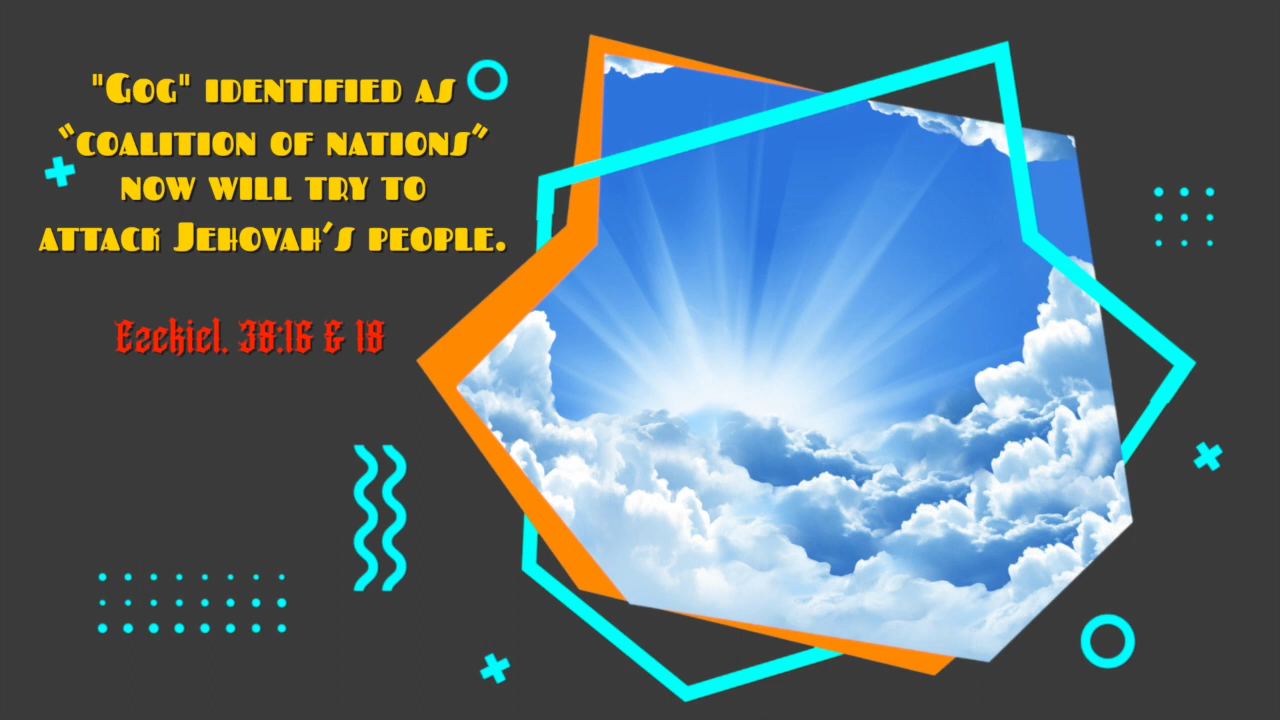 "Gog" identified as
“coalition of nations”
now will try to
attack Jehovah’s people.
Ezekiel. 38:16 & 18